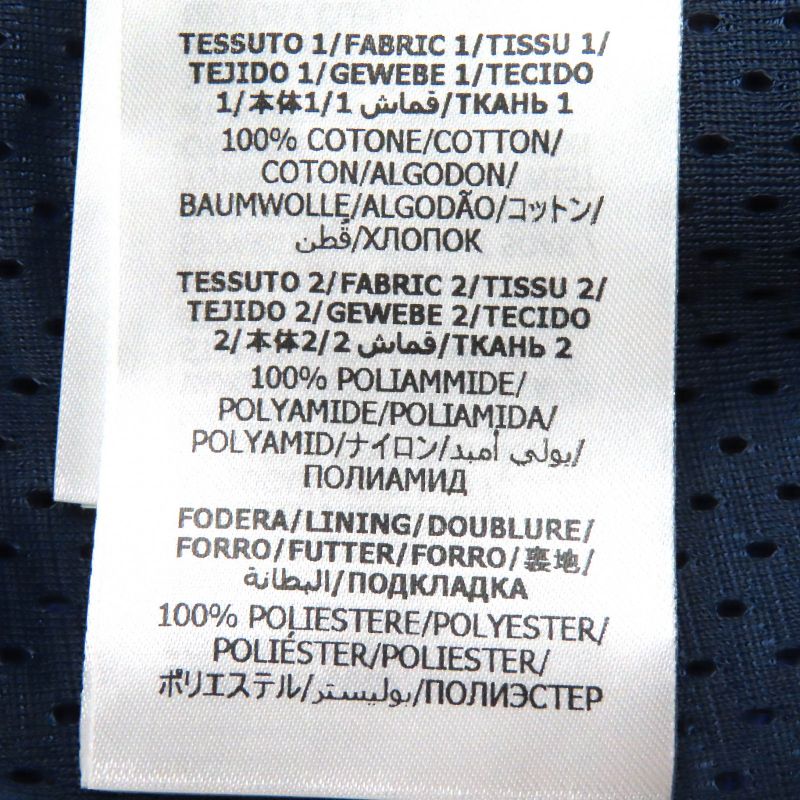 TESSUTO 1/FABRIC 1/TISSU 1/
TEJIDO 1/GEWEBE 1/TECIDO
1/本体1/قماش 1/ТКАНЬ 1
100% COTONE/COTTON/
COTON/ALGODON/
BAUMWOLLE/ALGODÃO/コットン/
قُطن/ХЛОПОК
TESSUTO 2/FABRIC 2/TISSU 2/
TEJIDO 2/GEWEBE 2/TECIDO
2/本体2/قماش 2/ТКАНЬ 2
100% POLIAMMIDE/
POLYAMIDE/POLIAMIDA/
POLYAMID/ナイロン/بولي أميد/
ПОЛИАМИД
FODERA/LINING/DOUBLURE/
FORRO/FUTTER/FORRO/裏地/
البطانة/ПОДКЛАДКА
100% POLIESTERE/POLYESTER/
POLIÉSTER/POLIESTER/
ポリエステル/بوليستر/ПОЛИЭСТЕР